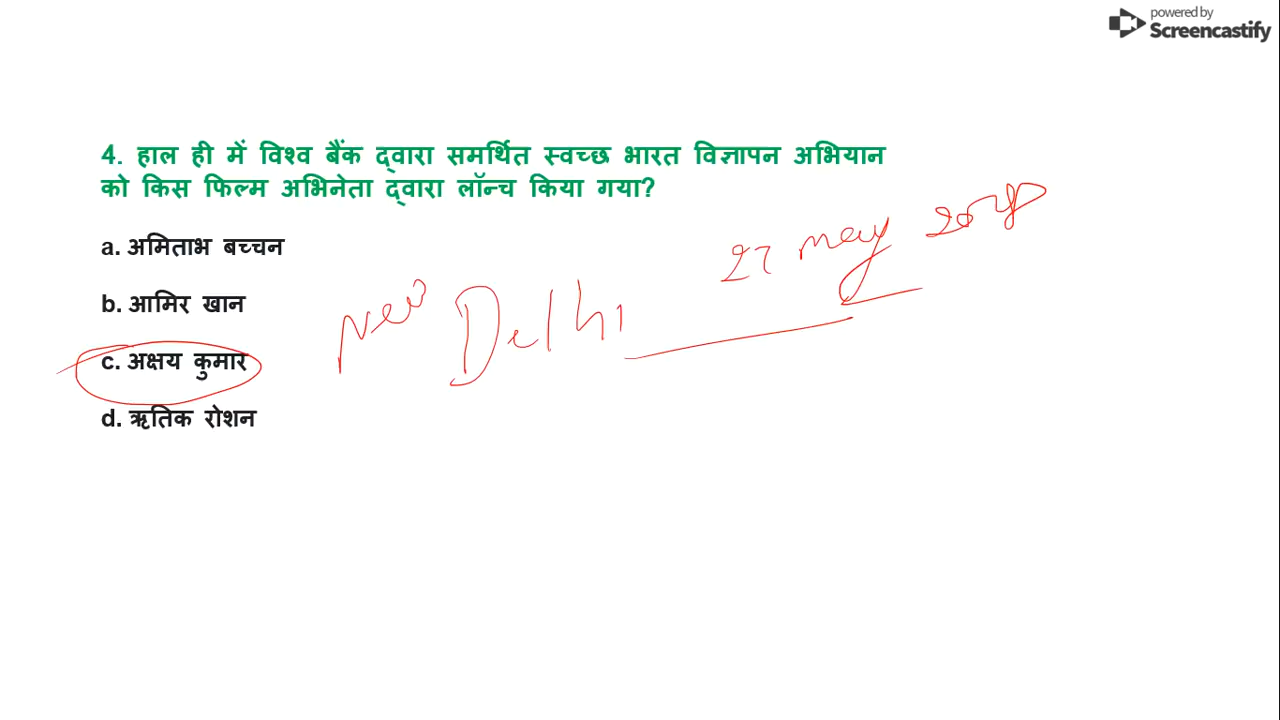 powered by
Screencastify
4. हाल ही में विश्व बैंक द्वारा समर्थित स्वच्छ भारत विज्ञापन अभियान
को किस फिल्म अभिनेता द्वारा लॉन्च किया गया?
a. अमिताभ बच्चन
b. आमिर खान
c. अक्षय कुमार
d. ऋतिक रोशन
New Delhi
may